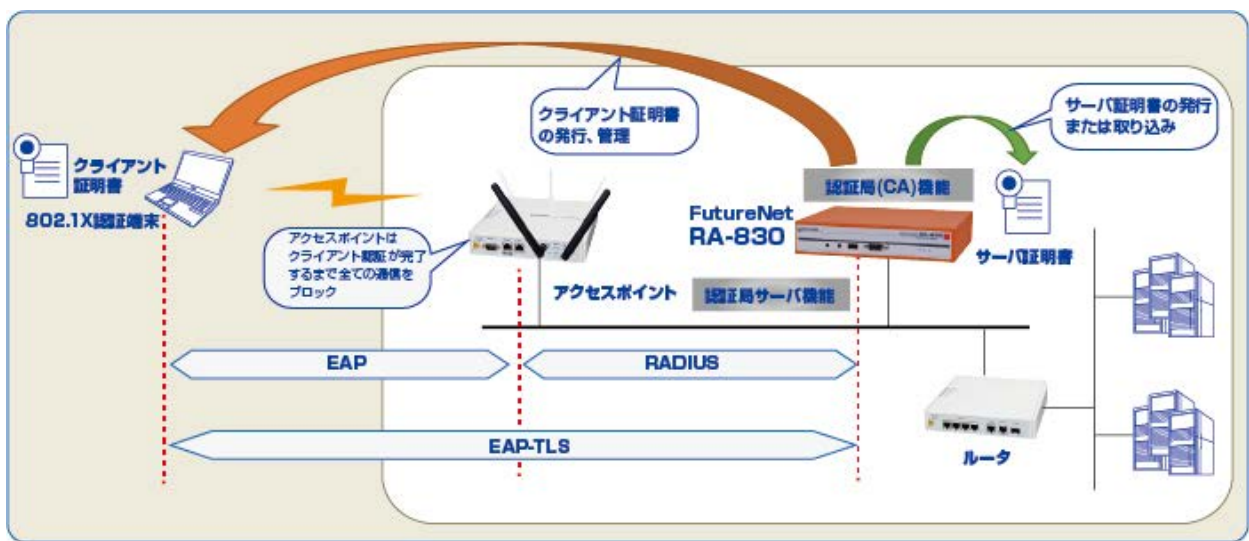 クライアント証明書
の発行、管理
サーバ証明書の発行
または取り込み
クライアント
証明書
802.1X認証端末
認証局(CA)機能
FutureNet
RA-830
サーバ証明書
アクセスポイントは
クライアント認証が完了
するまで全ての通信を
ブロック
アクセスポイント
認証局サーバ機能
EAP
RADIUS
EAP-TLS
ルータ